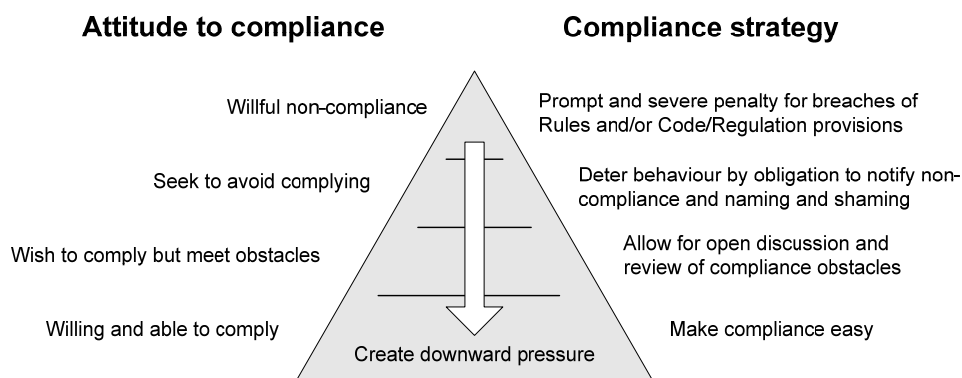 Attitude to compliance
Compliance strategy
Willful non-compliance
Prompt and severe penalty for breaches of
Rules and/or Code/Regulation provisions
Seek to avoid complying
Deter behaviour by obligation to notify non-
compliance and naming and shaming
Wish to comply but meet obstacles
Allow for open discussion and
review of compliance obstacles
Willing and able to comply
Make compliance easy
Create downward pressure